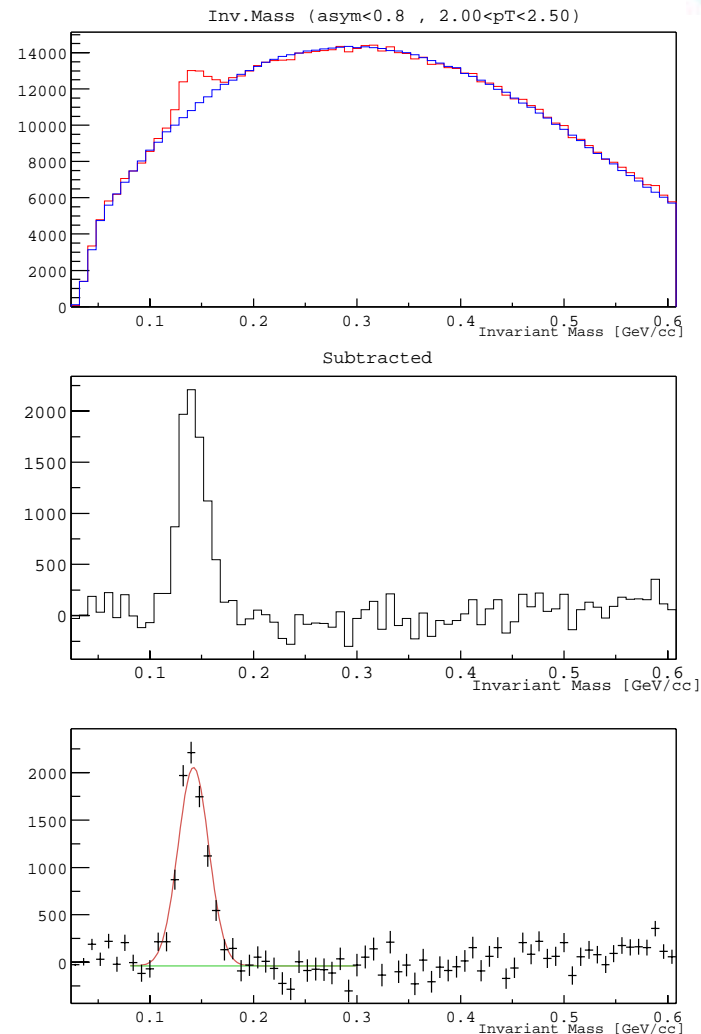 Inv.Mass (asym<0.8 , 2.00<pT<2.50)
14000
12000
10000
8000
6000
4000
2000
0
0.1 0.2 0.3 0.4 0.5 0.6
Invariant Mass [GeV/cc]
Subtracted
2000
1500
1000
500
0
0.1 0.2 0.3 0.4 0.5 0.6
Invariant Mass [GeV/cc]
2000
1500
1000
500
0
0.1 0.2 0.3 0.4 0.5 0.6
Invariant Mass [GeV/cc]